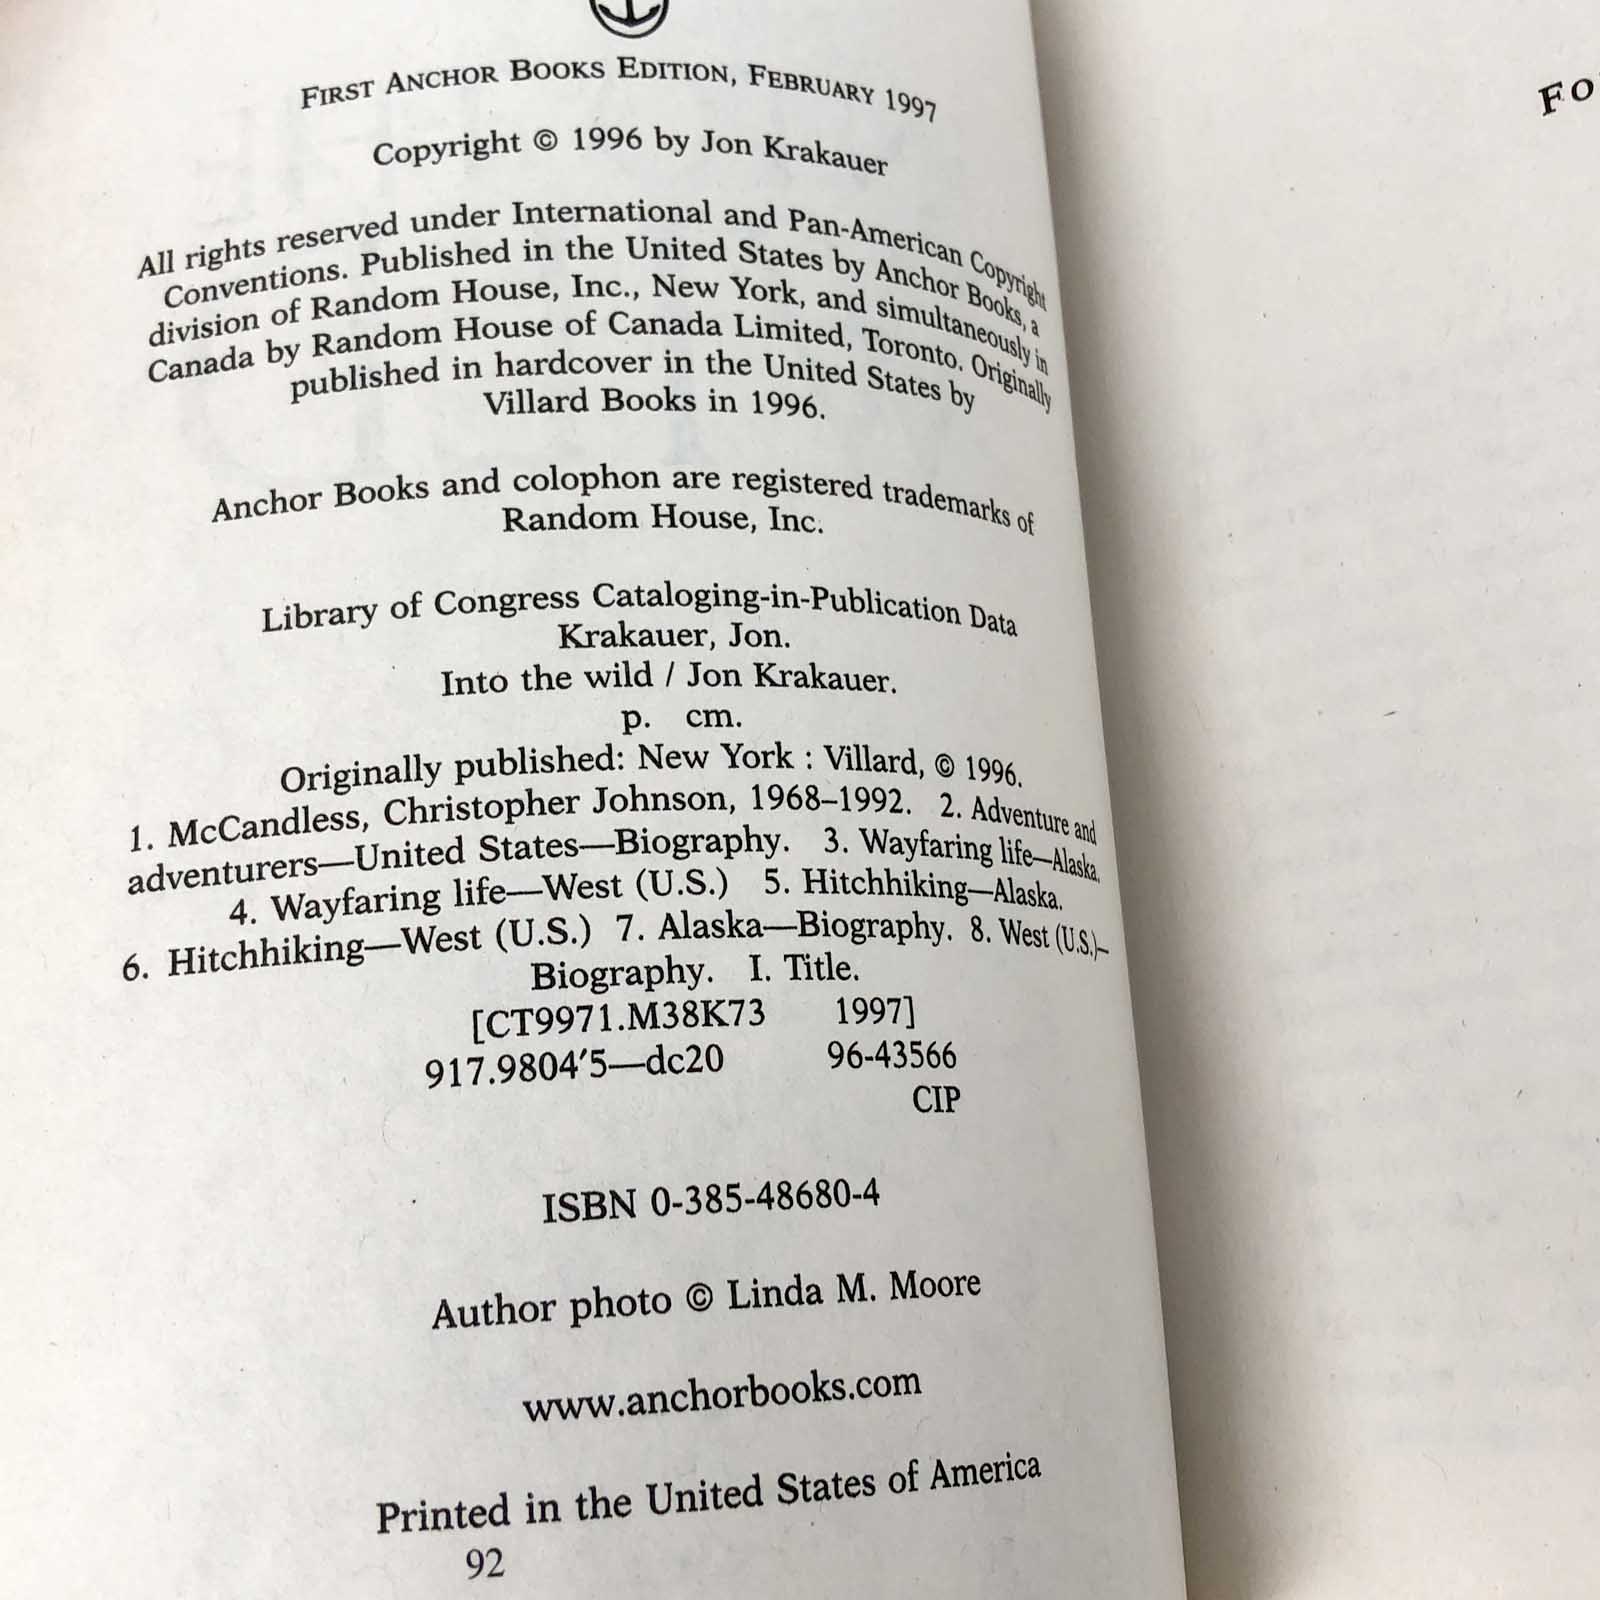 FIRST ANCHOR BOOKS EDITION, FEBRUARY 1997
Copyright © 1996 by Jon Krakauer
All rights reserved under International and Pan-American Copyright
Conventions. Published in the United States by Anchor Books, a
division of Random House, Inc., New York, and simultaneously in
Canada by Random House of Canada Limited, Toronto. Originally
published in hardcover in the United States by
Villard Books in 1996.
Anchor Books and colophon are registered trademarks of
Random House, Inc.
Library of Congress Cataloging-in-Publication Data
Krakauer, Jon.
Into the wild / Jon Krakauer.
p. cm.
Originally published: New York : Villard, © 1996.
1. McCandless, Christopher Johnson, 1968–1992. 2. Adventure and
adventurers—United States—Biography. 3. Wayfaring life—Alaska.
4. Wayfaring life—West (U.S.) 5. Hitchhiking—Alaska.
6. Hitchhiking—West (U.S.) 7. Alaska—Biography. 8. West (U.S.)–
Biography. I. Title.
[CT9971.M38K73 1997]
917.9804′5—dc20 96-43566
CIP
ISBN 0-385-48680-4
Author photo © Linda M. Moore
www.anchorbooks.com
Printed in the United States of America
92